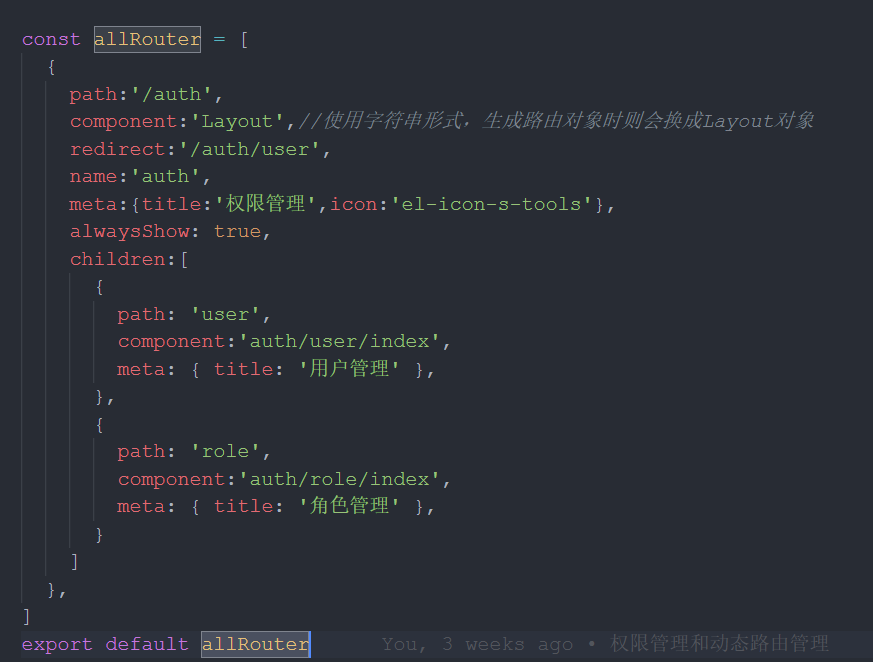 const allRouter = [
  {
    path:'/auth',
    component:'Layout',//使用字符串形式，生成路由对象时则会换成Layout对象
    redirect:'/auth/user',
    name:'auth',
    meta:{title:'权限管理',icon:'el-icon-s-tools'},
    alwaysShow: true,
    children:[
      {
        path: 'user',
        component:'auth/user/index',
        meta: { title: '用户管理' },
      },
      {
        path: 'role',
        component:'auth/role/index',
        meta: { title: '角色管理' },
      }
    ]
  },
]
export default allRouter You, 3 weeks ago • 权限管理和动态路由管理